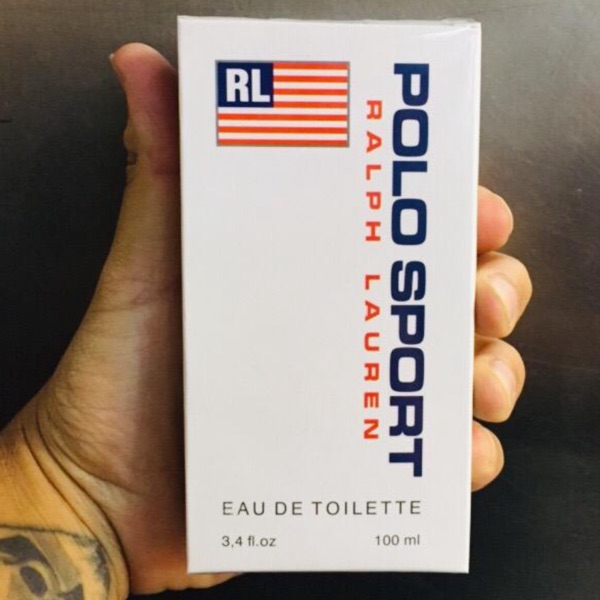 RL
POLO SPORT
RALPH LAUREN
EAU DE TOILETTE
3,4 fl.oz 100 ml